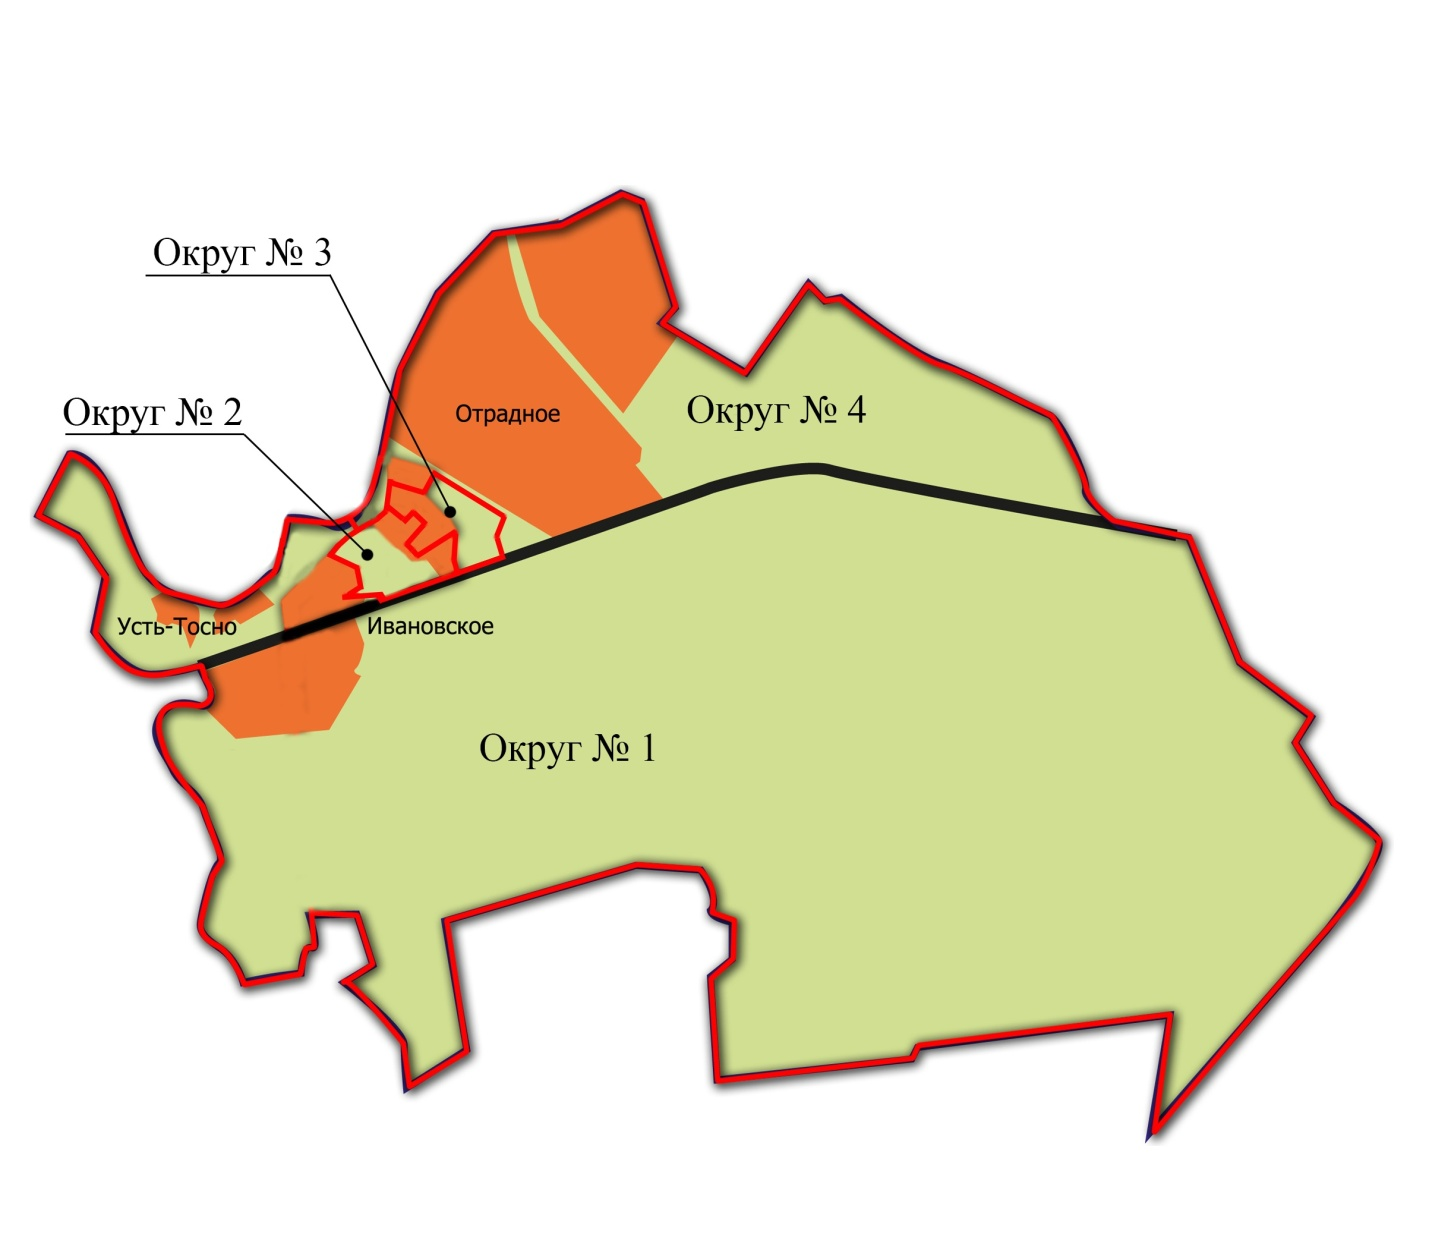 Округ № 3
Округ № 2
Отрадное
Округ № 4
Усть-Тосно
Ивановское
Округ № 1